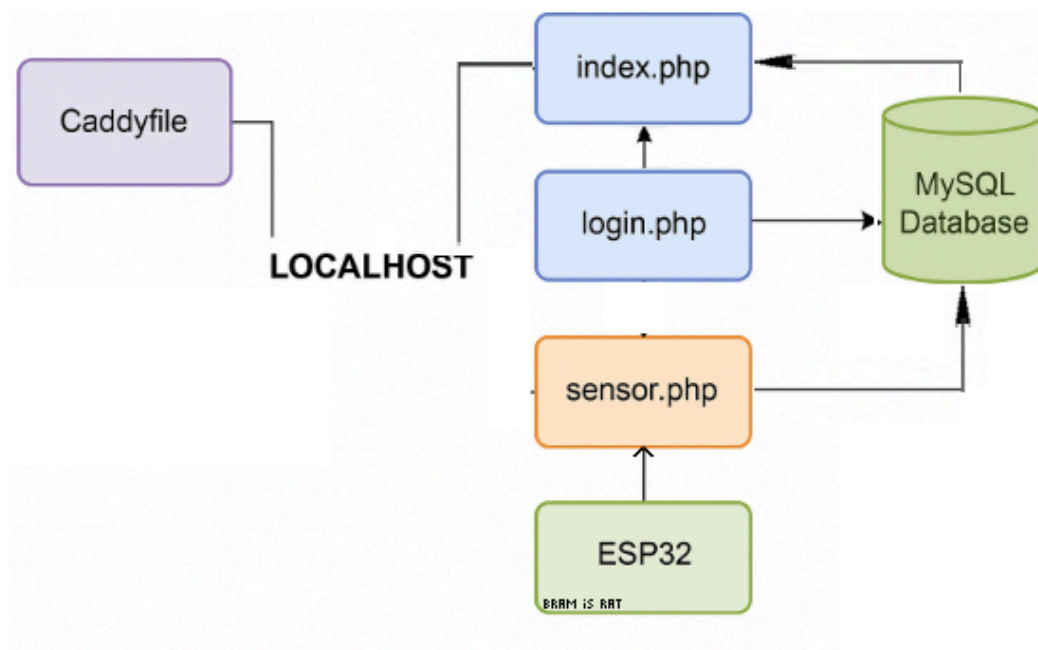 Caddyfile
index.php
login.php
MySQL
Database
LOCALHOST
sensor.php
ESP32
BRAM iS RAT